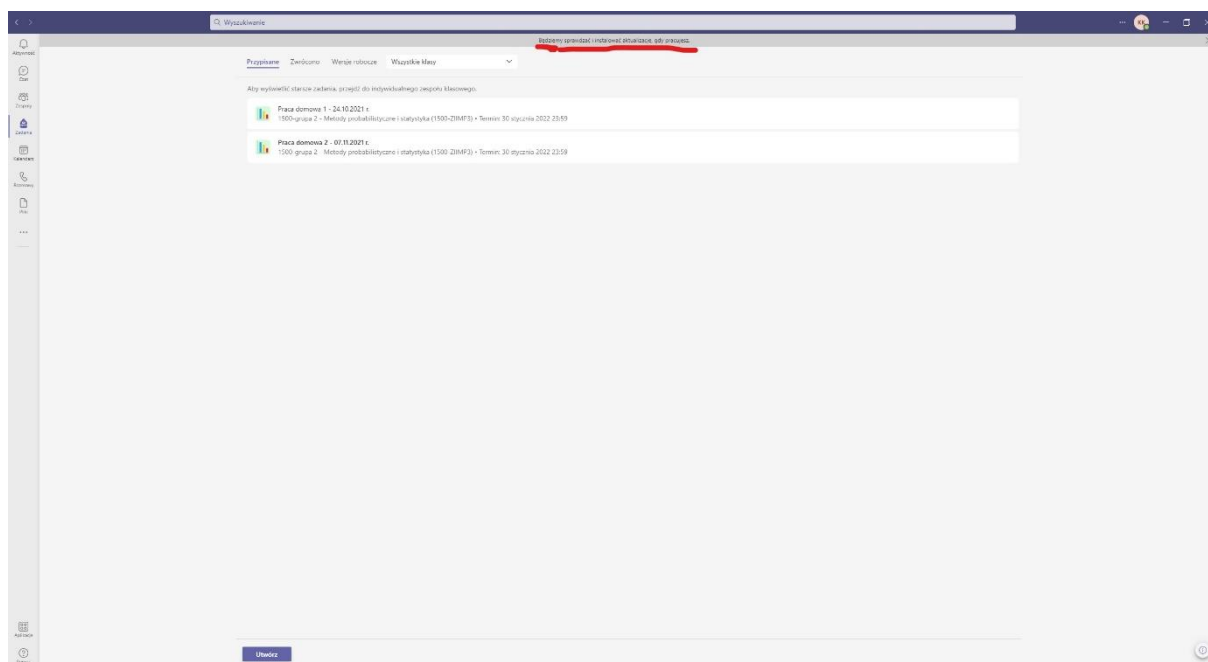 Wyszukiwanie
Będziemy sprawdzać i instalować aktualizacje, gdy pracujesz.
Aktywność
Czat
Zespoły
Zadania
Kalendarz
Rozmowy
Pliki
Przypisane Zwrócono Wersje robocze Wszystkie klasy
Aby wyświetlić starsze zadania, przejdź do indywidualnego zespołu klasowego.
Praca domowa 1 - 24.10.2021 r.
1500-grupa 2 - Metody probabilistyczne i statystyka (1500-ZIIMP3) • Termin: 30 stycznia 2022 23:59
Praca domowa 2 - 07.11.2021 r.
1500-grupa 2 - Metody probabilistyczne i statystyka (1500-ZIIMP3) • Termin: 30 stycznia 2022 23:59
Aplikacje
Utwórz